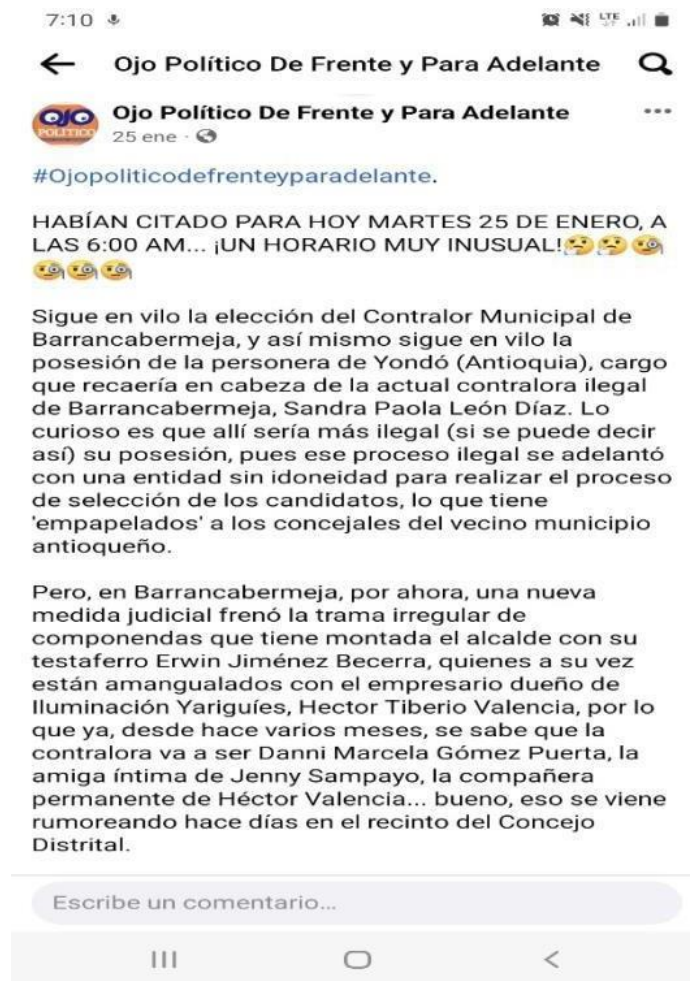 7:10
LTE
Ojo Político De Frente y Para Adelante
OJO
POLITICO
Ojo Político De Frente y Para Adelante
25 ene ·
#Ojopoliticodefrenteyparadelante.
HABÍAN CITADO PARA HOY MARTES 25 DE ENERO, A
LAS 6:00 AM... ¡UN HORARIO MUY INUSUAL!🤔🤔🧐
🧐🧐🧐
Sigue en vilo la elección del Contralor Municipal de
Barrancabermeja, y así mismo sigue en vilo la
posesión de la personera de Yondó (Antioquia), cargo
que recaería en cabeza de la actual contralora ilegal
de Barrancabermeja, Sandra Paola León Díaz. Lo
curioso es que allí sería más ilegal (si se puede decir
así) su posesión, pues ese proceso ilegal se adelantó
con una entidad sin idoneidad para realizar el proceso
de selección de los candidatos, lo que tiene
'empapelados' a los concejales del vecino municipio
antioqueño.
Pero, en Barrancabermeja, por ahora, una nueva
medida judicial frenó la trama irregular de
componendas que tiene montada el alcalde con su
testaferro Erwin Jiménez Becerra, quienes a su vez
están amangualados con el empresario dueño de
Iluminación Yariguíes, Hector Tiberio Valencia, por lo
que ya, desde hace varios meses, se sabe que la
contralora va a ser Danni Marcela Gómez Puerta, la
amiga íntima de Jenny Sampayo, la compañera
permanente de Héctor Valencia... bueno, eso se viene
rumoreando hace días en el recinto del Concejo
Distrital.
Escribe un comentario...